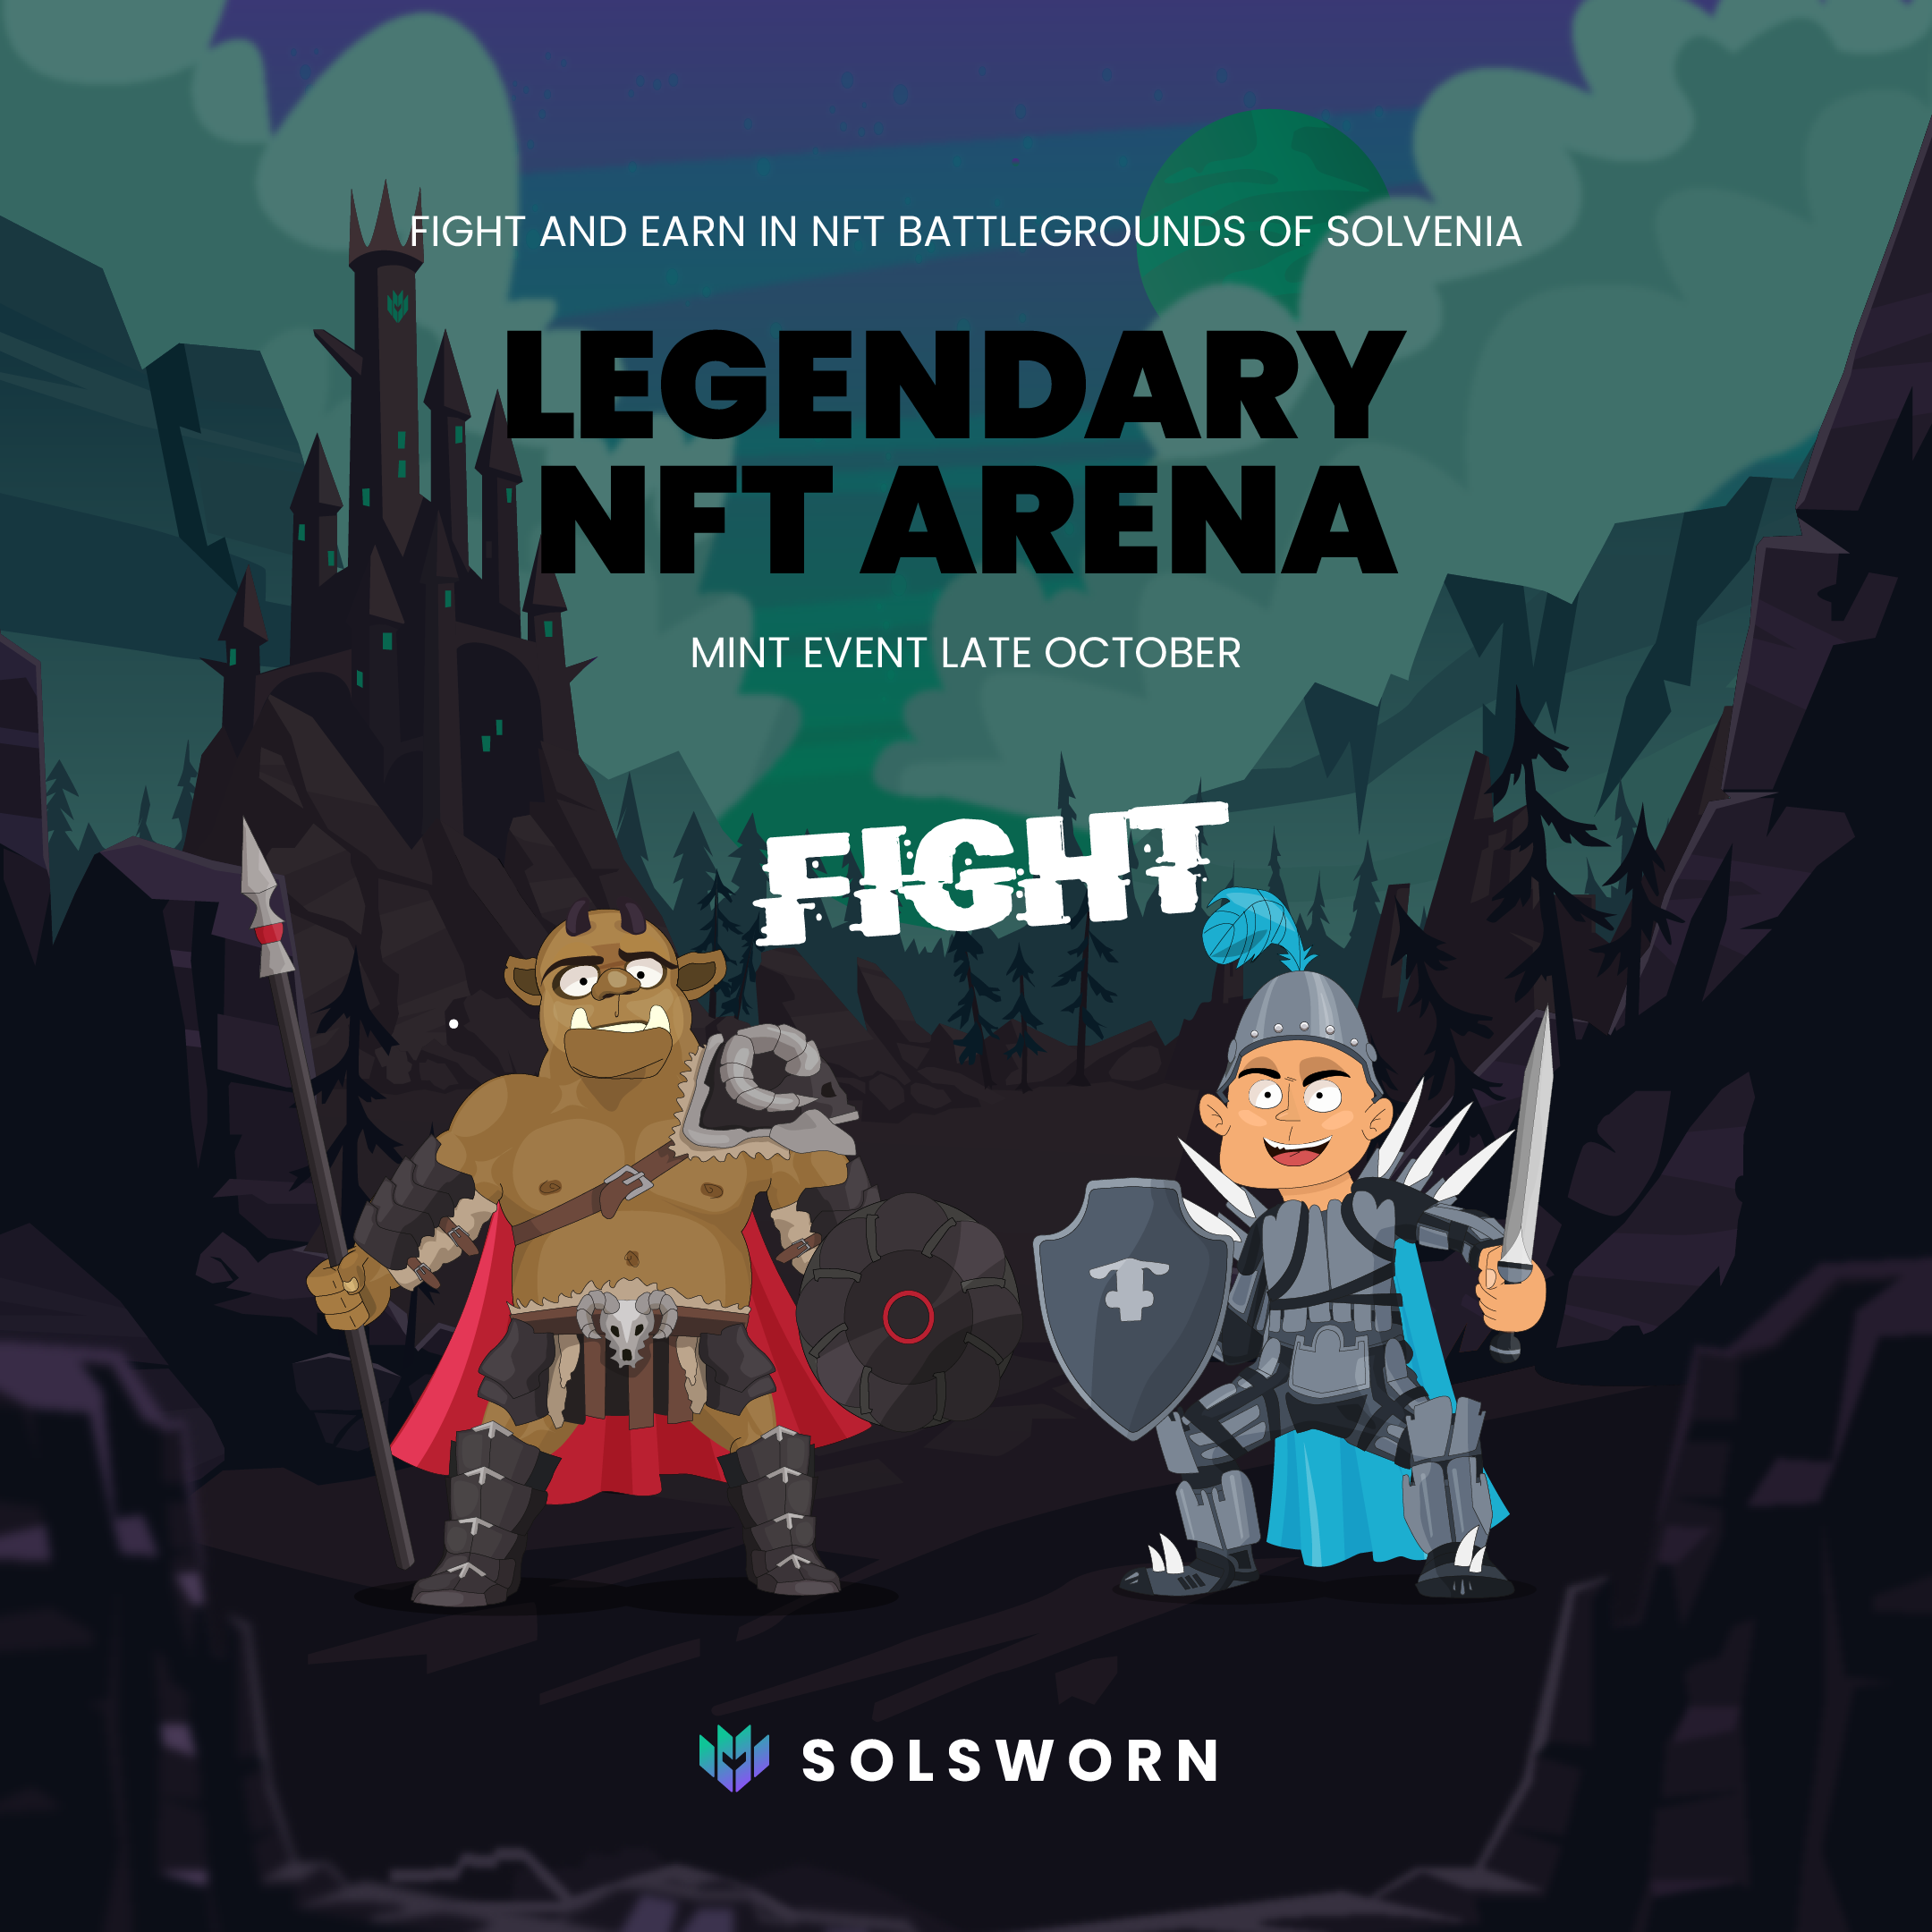 FIGHT AND EARN IN NFT BATTLEGROUNDS OF SOLVENIA
LEGENDARY
NFT ARENA
MINT EVENT LATE OCTOBER
FIGHT
SOLSWORN